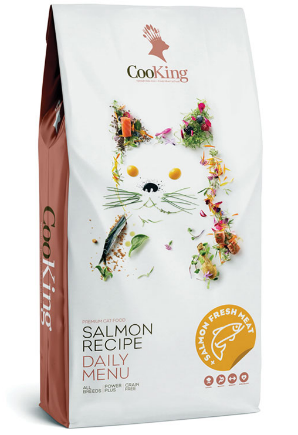 CooKing
CooKing
PREMIUM CAT FOOD
SALMON
RECIPE
DAILY
MENU
ALL BREEDS
POWER PLUS
GRAIN FREE
SALMON FRESH MEAT